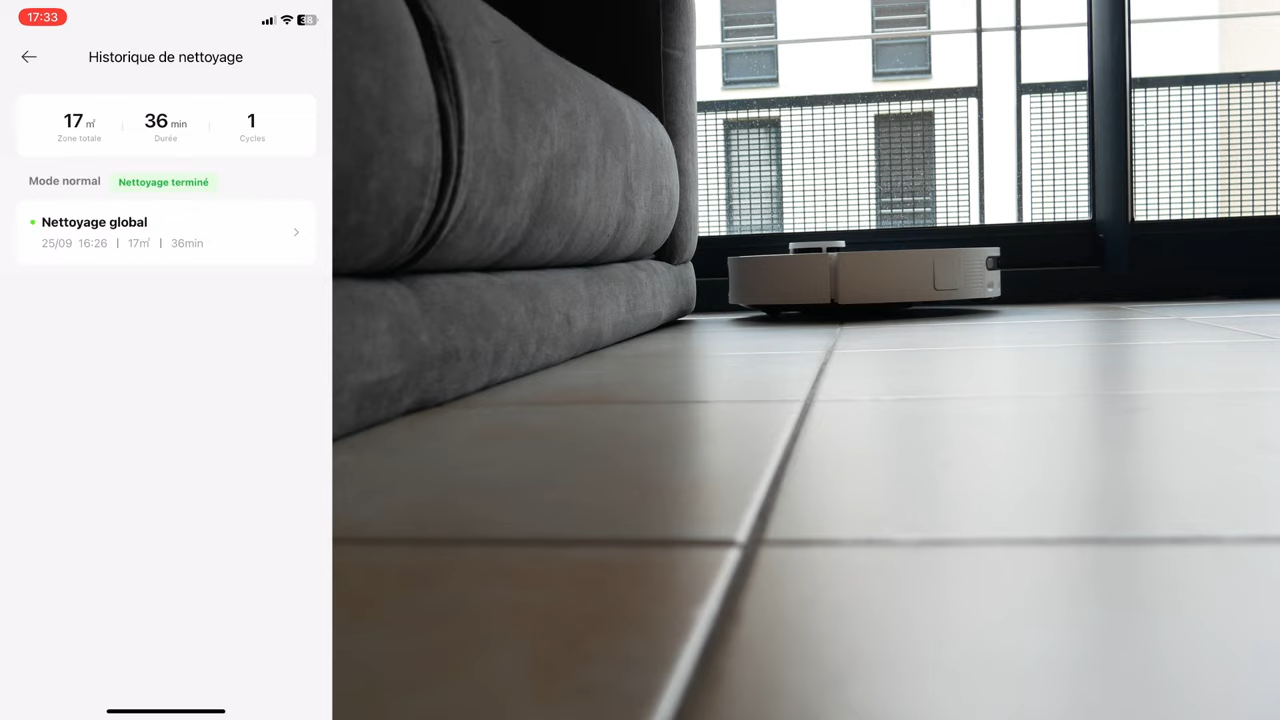 17:33
38
Historique de nettoyage
17 m² 36 min 1
Zone totale Durée Cycles
Mode normal Nettoyage terminé
Nettoyage global
25/09 16:26 | 17㎡ | 36min